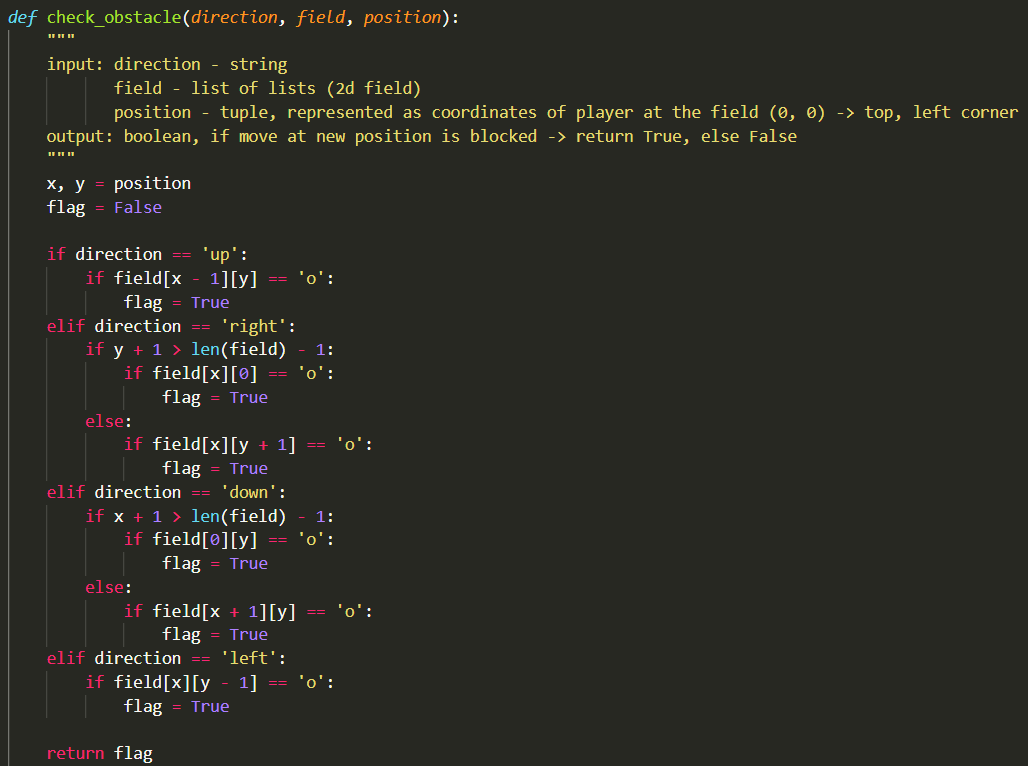 def check_obstacle(direction, field, position):
    """
    input: direction - string
           field - list of lists (2d field)
           position - tuple, represented as coordinates of player at the field (0, 0) -> top, left corner
    output: boolean, if move at new position is blocked -> return True, else False
    """
    x, y = position
    flag = False

    if direction == 'up':
        if field[x - 1][y] == 'o':
            flag = True
    elif direction == 'right':
        if y + 1 > len(field) - 1:
            if field[x][0] == 'o':
                flag = True
        else:
            if field[x][y + 1] == 'o':
                flag = True
    elif direction == 'down':
        if x + 1 > len(field) - 1:
            if field[0][y] == 'o':
                flag = True
        else:
            if field[x + 1][y] == 'o':
                flag = True
    elif direction == 'left':
        if field[x][y - 1] == 'o':
            flag = True

    return flag